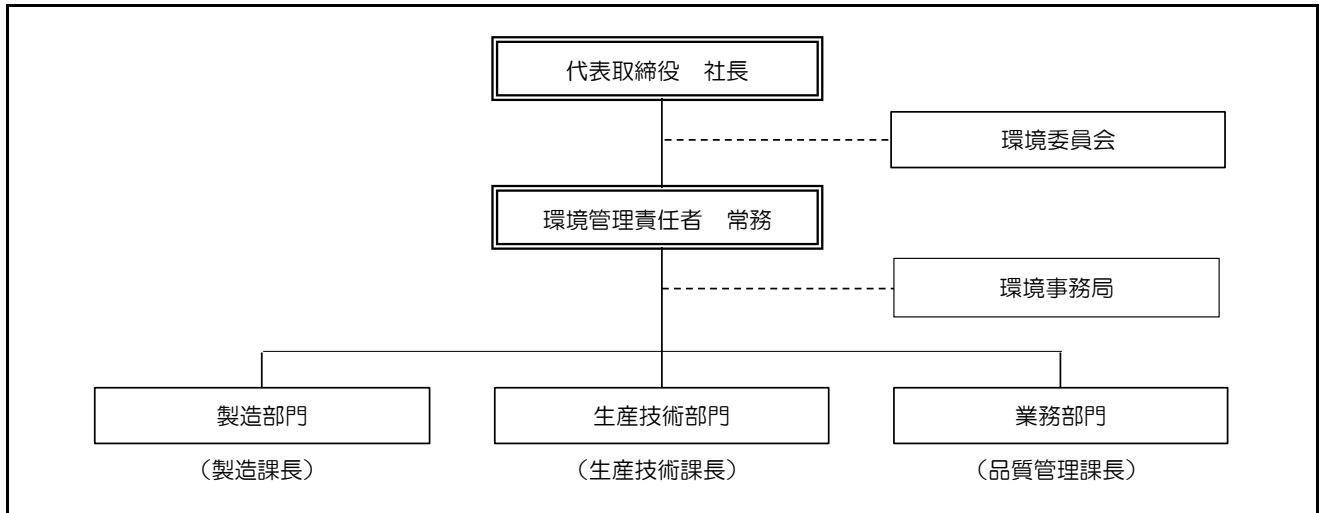 代表取締役　社長
環境委員会
環境管理責任者　常務
環境事務局
製造部門
生産技術部門
業務部門
（製造課長）
（生産技術課長）
（品質管理課長）